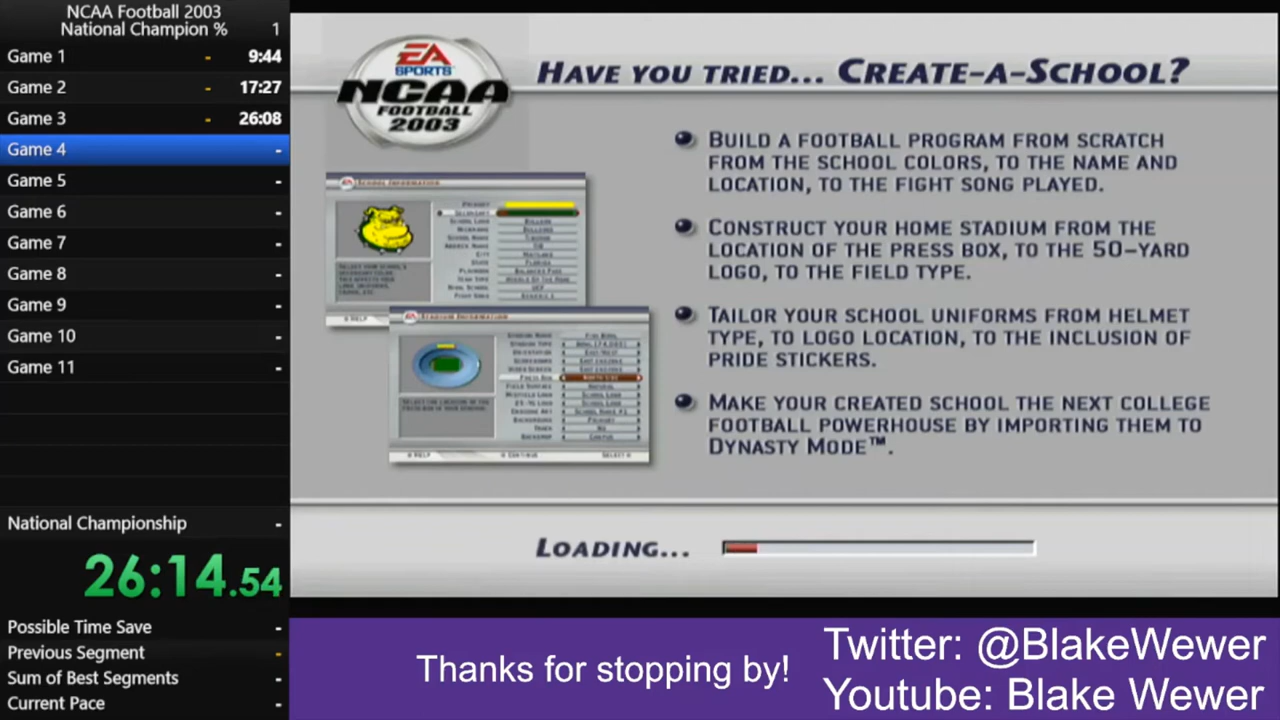 NCAA Football 2003
National Champion % 1
Game 1 - 9:44
Game 2 - 17:27
Game 3 - 26:08
Game 4 -
Game 5 -
Game 6 -
Game 7 -
Game 8 -
Game 9 -
Game 10 -
Game 11 -
National Championship -
26:14.54
Possible Time Save -
Previous Segment -
Sum of Best Segments -
Current Pace -
EA
SPORTS
NCAA
FOOTBALL
2003
HAVE YOU TRIED... CREATE-A-SCHOOL?
BUILD A FOOTBALL PROGRAM FROM SCRATCH
FROM THE SCHOOL COLORS, TO THE NAME AND
LOCATION, TO THE FIGHT SONG PLAYED.
CONSTRUCT YOUR HOME STADIUM FROM THE
LOCATION OF THE PRESS BOX, TO THE 50-YARD
LOGO, TO THE FIELD TYPE.
TAILOR YOUR SCHOOL UNIFORMS FROM HELMET
TYPE, TO LOGO LOCATION, TO THE INCLUSION OF
PRIDE STICKERS.
MAKE YOUR CREATED SCHOOL THE NEXT COLLEGE
FOOTBALL POWERHOUSE BY IMPORTING THEM TO
DYNASTY MODE™.
SCHOOL INFORMATION
STADIUM INFORMATION
LOADING...
Thanks for stopping by!
Twitter: @BlakeWewer
Youtube: Blake Wewer